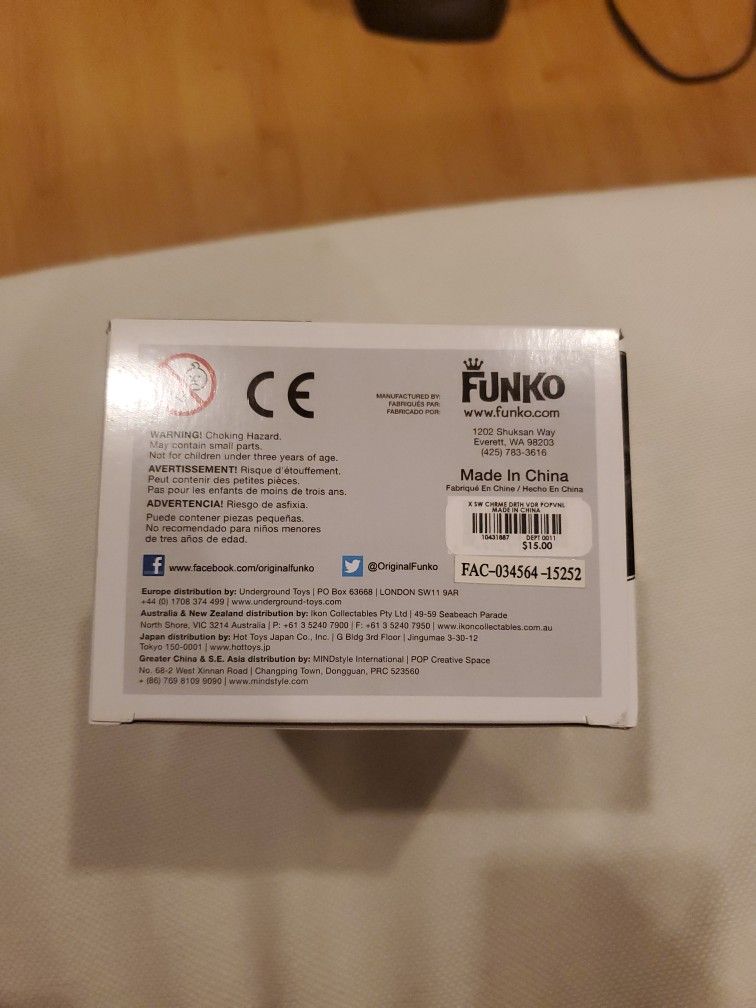 CE
MANUFACTURED BY:
FABRIQUÉS PAR:
FABRICADO POR:
FUNKO
www.funko.com
1202 Shuksan Way
Everett, WA 98203
(425) 783-3616
Made In China
Fabriqué En Chine / Hecho En China
WARNING! Choking Hazard.
May contain small parts.
Not for children under three years of age.
AVERTISSEMENT! Risque d'étouffement.
Peut contenir des petites pièces.
Pas pour les enfants de moins de trois ans.
ADVERTENCIA! Riesgo de asfixia.
Puede contener piezas pequeñas.
No recomendado para niños menores
de tres años de edad.
X SW CHRME DRTH VDR POPVNL
MADE IN CHINA
10431887 DEPT 0011
$15.00
f www.facebook.com/originalfunko
@OriginalFunko
FAC-034564-15252
Europe distribution by: Underground Toys | PO Box 63668 | LONDON SW11 9AR
+44 (0) 1708 374 499 | www.underground-toys.com
Australia & New Zealand distribution by: Ikon Collectables Pty Ltd | 49-59 Seabeach Parade
North Shore, VIC 3214 Australia | P: +61 3 5240 7900 | F: +61 3 5240 7950 | www.ikoncollectables.com.au
Japan distribution by: Hot Toys Japan Co., Inc. | G Bldg 3rd Floor | Jingumae 3-30-12
Tokyo 150-0001 | www.hottoys.jp
Greater China & S.E. Asia distribution by: MINDstyle International | POP Creative Space
No. 68-2 West Xinnan Road | Changping Town, Dongguan, PRC 523560
+ (86) 769 8109 9090 | www.mindstyle.com